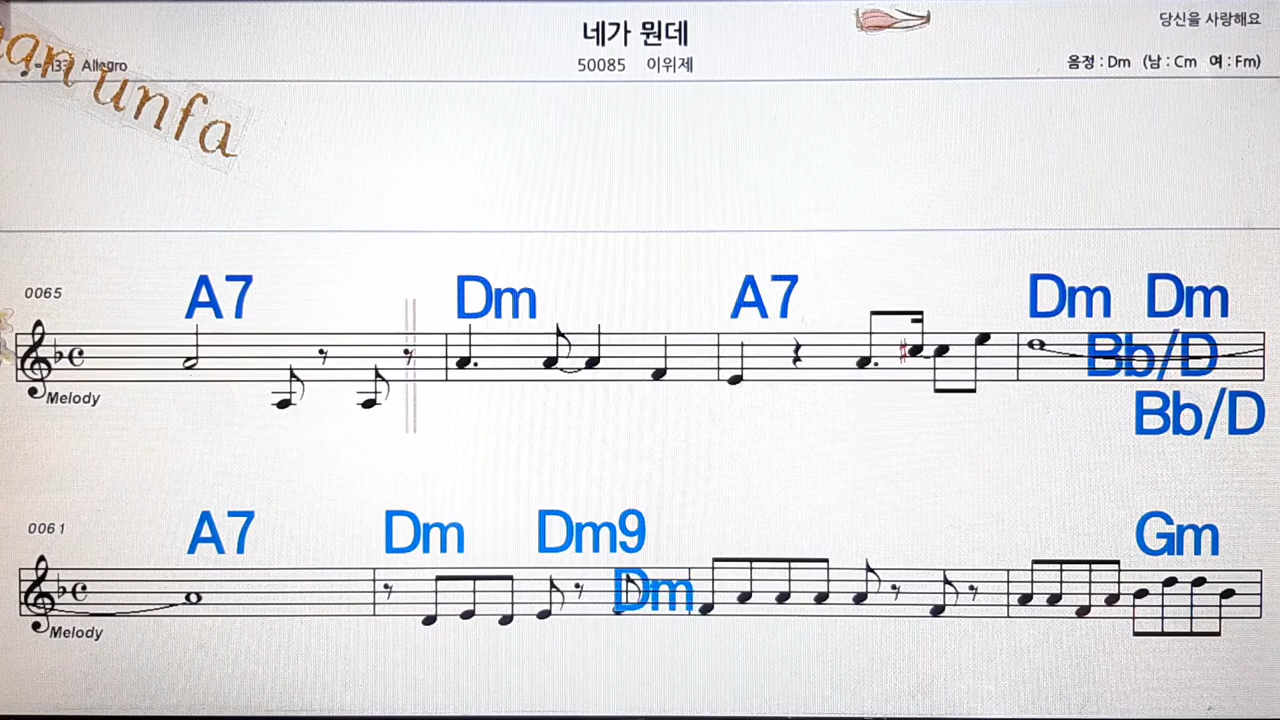 네가 뭔데
당신을 사랑해요
Allegro
50085 이위제
음정 : Dm (남 : Cm 여 : Fm)
unfa
0065
A7 Dm A7 Dm Dm
Bb/D
Melody
Bb/D
0061
A7 Dm Dm9 Gm
Dm
Melody